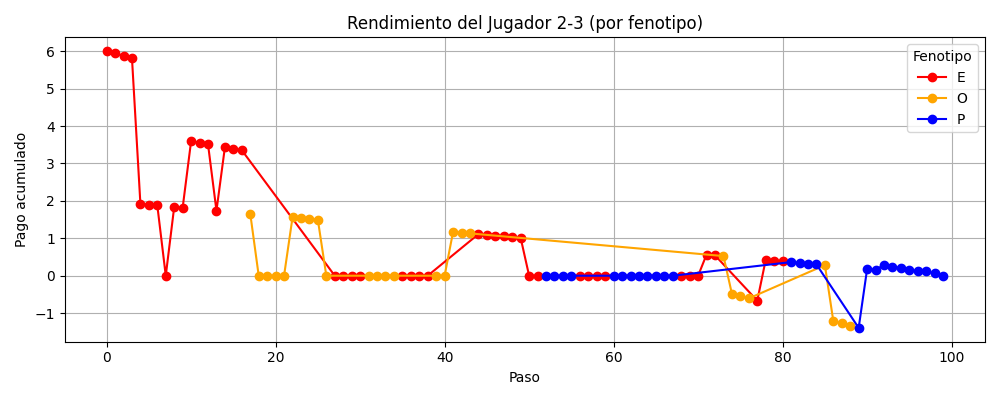 Rendimiento del Jugador 2-3 (por fenotipo)
Pago acumulado
6
5
4
3
2
1
0
−1
Fenotipo
E
O
P
0 20 40 60 80 100
Paso